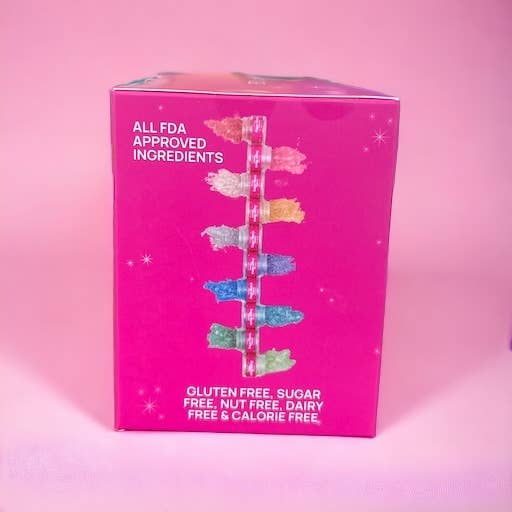 ALL FDA
APPROVED
INGREDIENTS
GLUTEN FREE, SUGAR
FREE, NUT FREE, DAIRY
FREE & CALORIE FREE